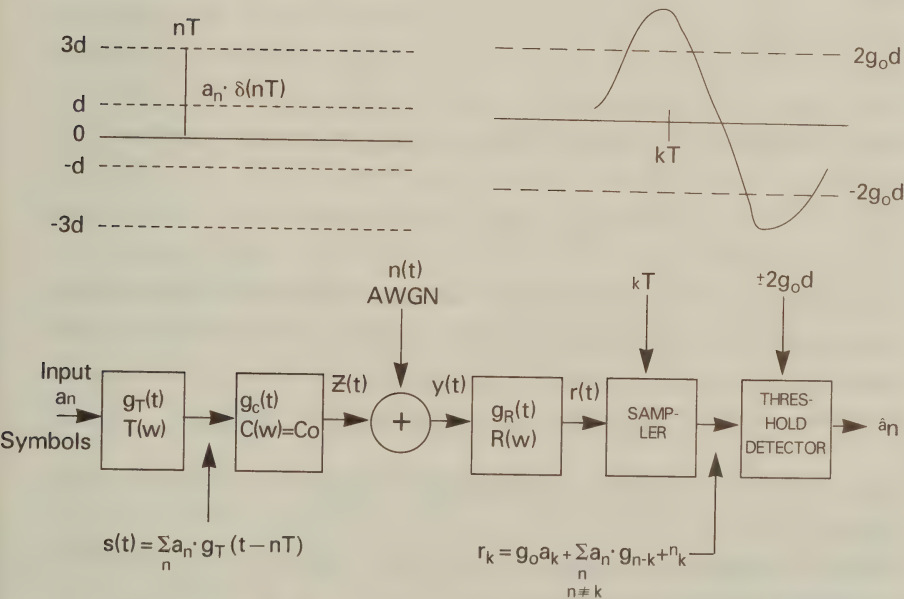 nT
3d
aₙ· δ(nT)
d
0
-d
-3d
2g₀d
kT
-2g₀d
n(t)
AWGN
kT
±2g₀d
Input
aₙ
Symbols
g_T(t)
T(w)
g_c(t)
C(w)=Co
Z(t)
+
y(t)
g_R(t)
R(w)
r(t)
SAMP-
LER
THRES-
HOLD
DETECTOR
âₙ
s(t) = Σ aₙ· g_T (t – nT)
n
r_k = g₀a_k + Σ aₙ· g_{n-k} + n_k
n
n ≠ k